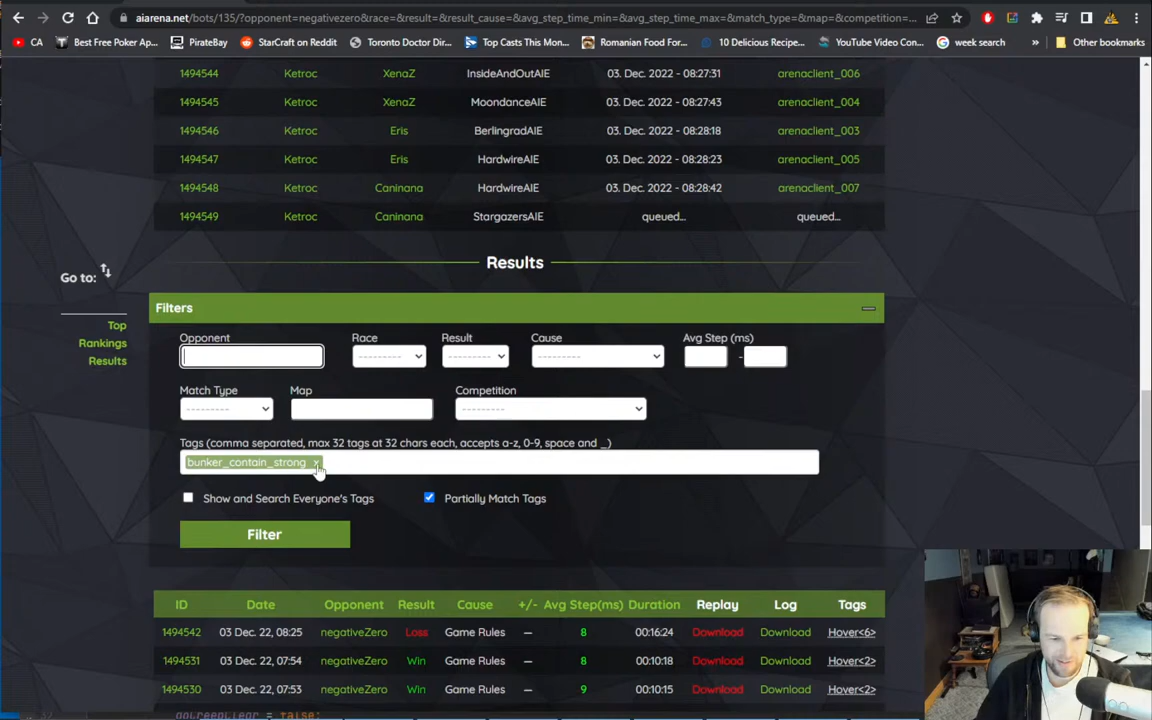 aiarena.net/bots/135/?opponent=negativezero&race=&result=&result_cause=&avg_step_time_min=&avg_step_time_max=&match_type=&map=&competition=...
CA Best Free Poker Ap... PirateBay StarCraft on Reddit Toronto Doctor Dir... Top Casts This Mon... Romanian Food For... 10 Delicious Recipe... YouTube Video Con... week search » Other bookmarks
1494544 Ketroc XenaZ InsideAndOutAIE 03. Dec. 2022 - 08:27:31 arenaclient_006
1494545 Ketroc XenaZ MoondanceAIE 03. Dec. 2022 - 08:27:43 arenaclient_004
1494546 Ketroc Eris BerlingradAIE 03. Dec. 2022 - 08:28:18 arenaclient_003
1494547 Ketroc Eris HardwireAIE 03. Dec. 2022 - 08:28:23 arenaclient_005
1494548 Ketroc Caninana HardwireAIE 03. Dec. 2022 - 08:28:42 arenaclient_007
1494549 Ketroc Caninana StargazersAIE queued... queued...
Results
Go to:
Top
Rankings
Results
Filters
Opponent Race Result Cause Avg Step (ms)
--------- --------- --------- -
Match Type Map Competition
--------- ---------
Tags (comma separated, max 32 tags at 32 chars each, accepts a-z, 0-9, space and _)
bunker_contain_strong ×
Show and Search Everyone's Tags Partially Match Tags
Filter
ID Date Opponent Result Cause +/- Avg Step(ms) Duration Replay Log Tags
1494542 03 Dec. 22, 08:25 negativeZero Loss Game Rules — 8 00:16:24 Download Download Hover<6>
1494531 03 Dec. 22, 07:54 negativeZero Win Game Rules — 8 00:10:18 Download Download Hover<2>
1494530 03 Dec. 22, 07:53 negativeZero Win Game Rules — 9 00:10:15 Download Download Hover<2>